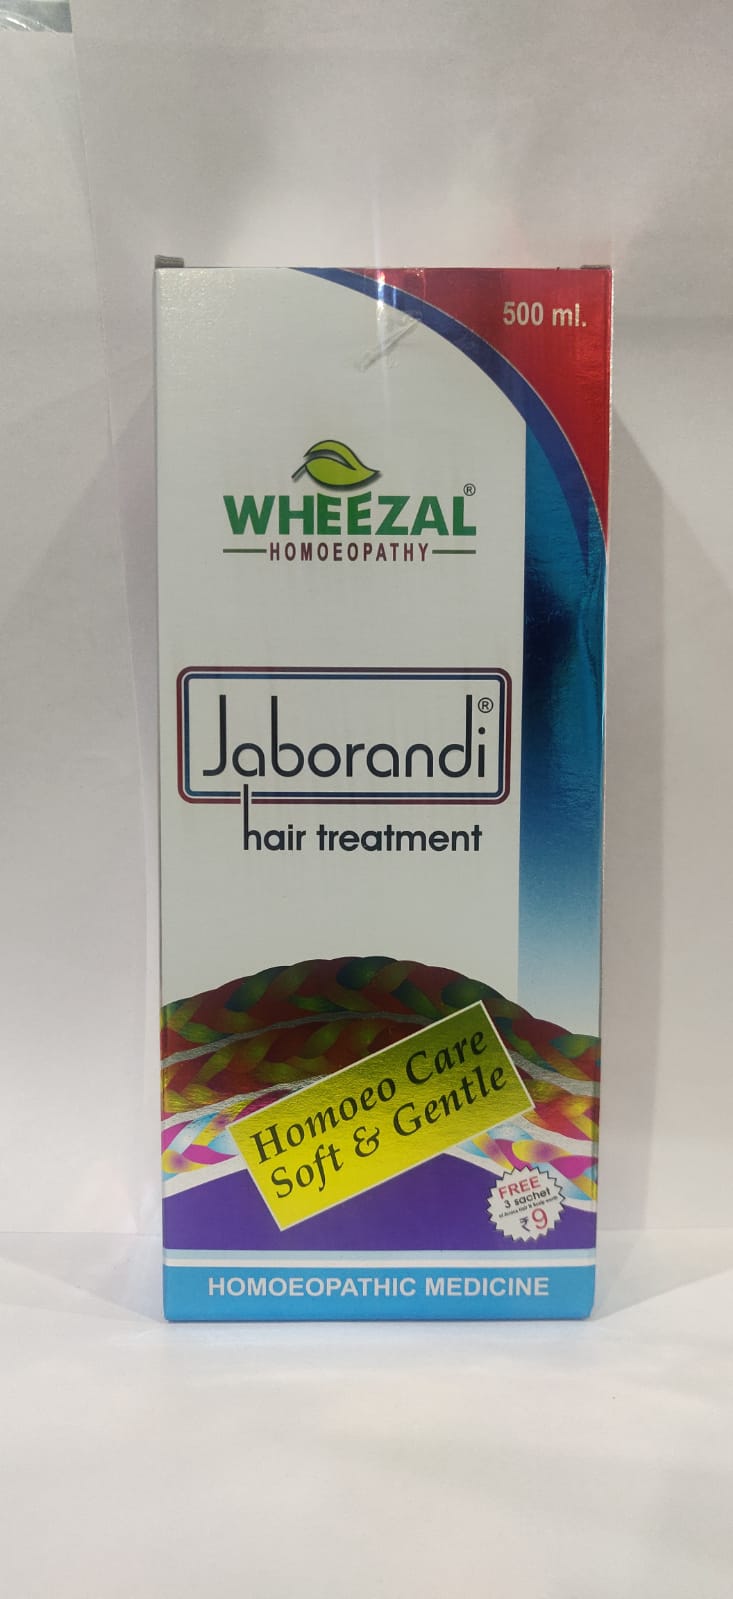 500 ml.
WHEEZAL®
HOMOEOPATHY
Jaborandi®
hair treatment
Homoeo Care
Soft & Gentle
FREE
3 sachet
₹9
HOMOEOPATHIC MEDICINE